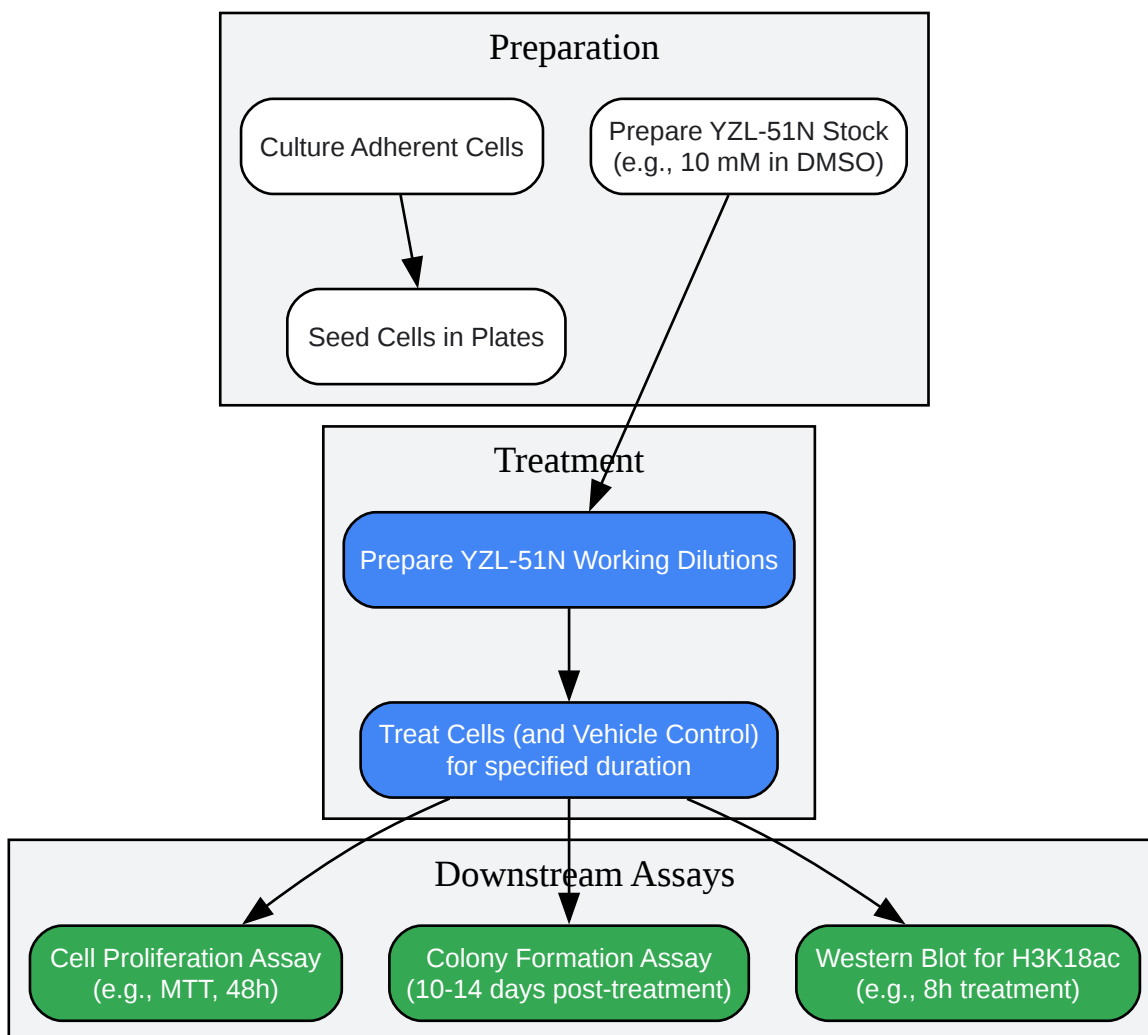 Preparation
Culture Adherent Cells
Prepare YZL-51N Stock
(e.g., 10 mM in DMSO)
Seed Cells in Plates
Treatment
Prepare YZL-51N Working Dilutions
Treat Cells (and Vehicle Control)
for specified duration
Downstream Assays
Cell Proliferation Assay
(e.g., MTT, 48h)
Colony Formation Assay
(10-14 days post-treatment)
Western Blot for H3K18ac
(e.g., 8h treatment)